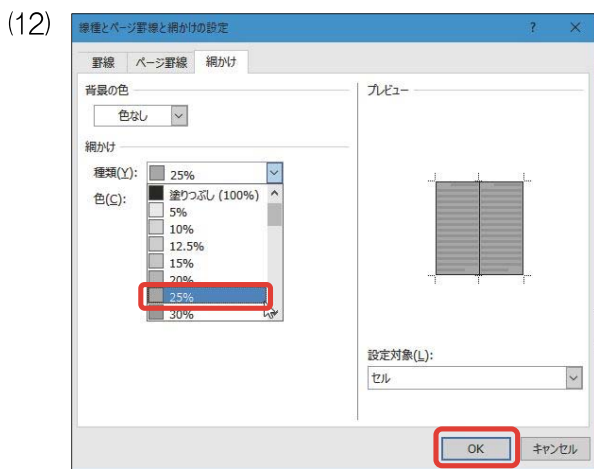 (12)
線種とページ罫線と網かけの設定 ? ×
罫線 ページ罫線 網かけ
背景の色
色なし
網かけ
種類(Y): 25%
色(C):
塗りつぶし (100%)
5%
10%
12.5%
15%
20%
25%
30%
プレビュー
設定対象(L):
セル
OK キャンセル